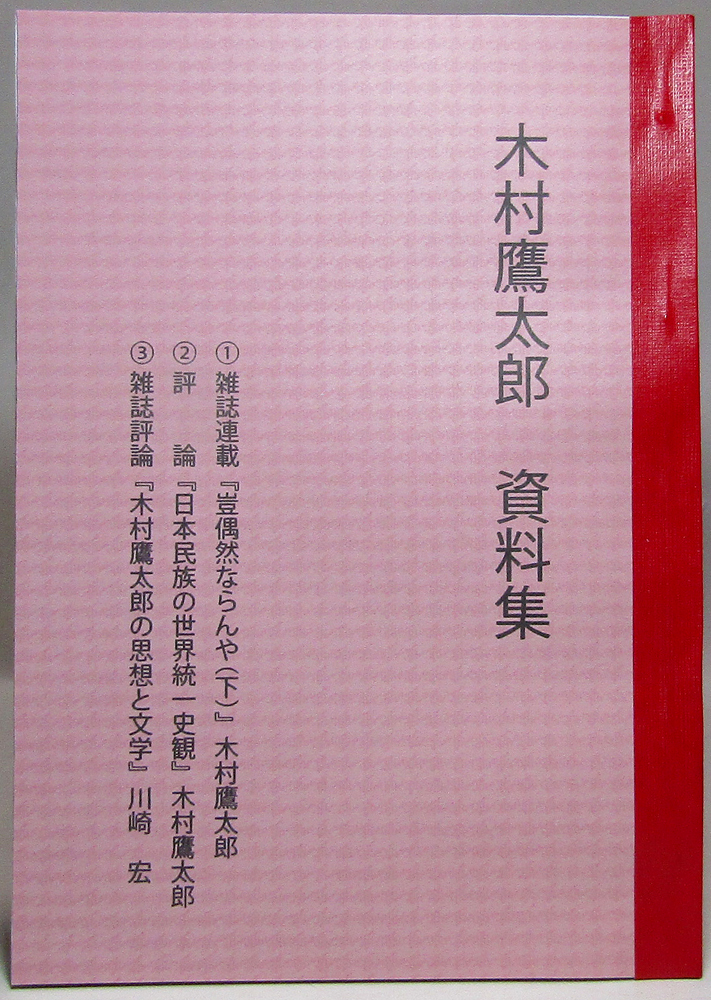 木村鷹太郎　資料集
① 雑誌連載『豈偶然ならんや（下）』木村鷹太郎
② 評　論『日本民族の世界統一史観』木村鷹太郎
③ 雑誌評論『木村鷹太郎の思想と文学』川崎　宏